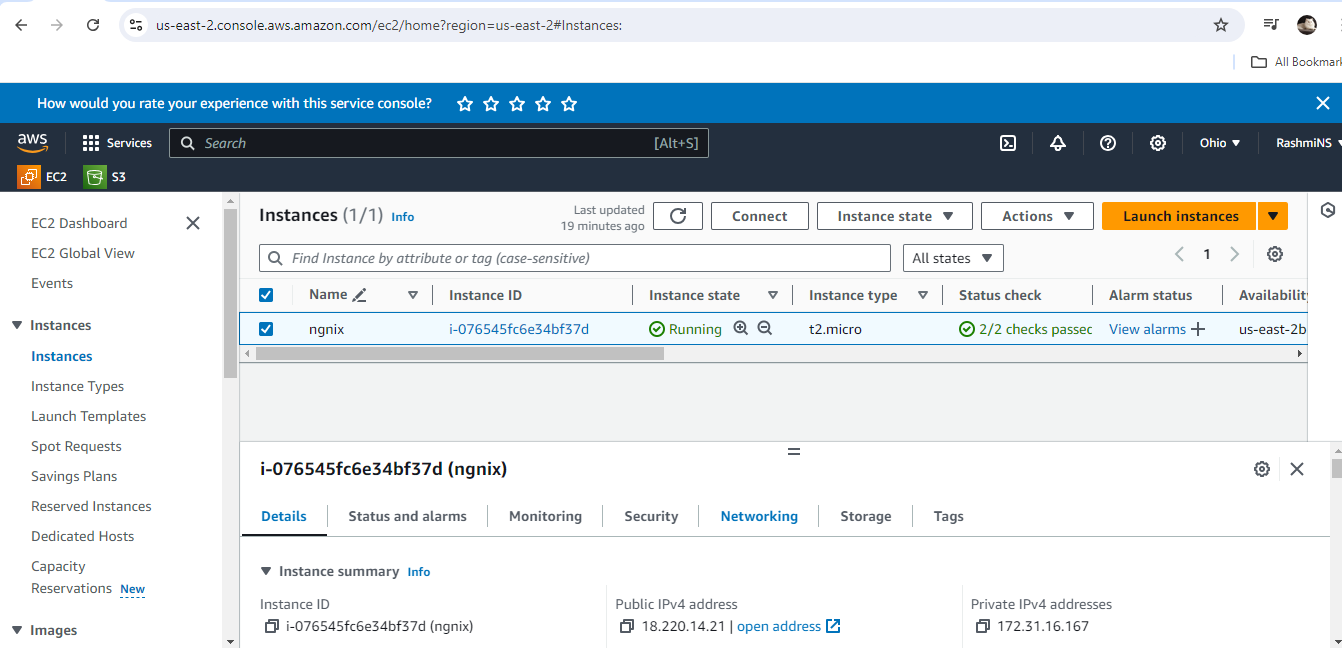 us-east-2.console.aws.amazon.com/ec2/home?region=us-east-2#Instances:
All Bookmar
How would you rate your experience with this service console?
aws Services Search [Alt+S] Ohio RashmiNS
EC2 S3
EC2 Dashboard
EC2 Global View
Events
Instances
Instances
Instance Types
Launch Templates
Spot Requests
Savings Plans
Reserved Instances
Dedicated Hosts
Capacity
Reservations New
Images
Instances (1/1) Info
Last updated
19 minutes ago
Connect Instance state Actions Launch instances
Find Instance by attribute or tag (case-sensitive) All states 1
Name Instance ID Instance state Instance type Status check Alarm status Availability
ngnix i-076545fc6e34bf37d Running t2.micro 2/2 checks passec View alarms + us-east-2b
i-076545fc6e34bf37d (ngnix)
Details Status and alarms Monitoring Security Networking Storage Tags
Instance summary Info
Instance ID Public IPv4 address Private IPv4 addresses
i-076545fc6e34bf37d (ngnix) 18.220.14.21 | open address 172.31.16.167